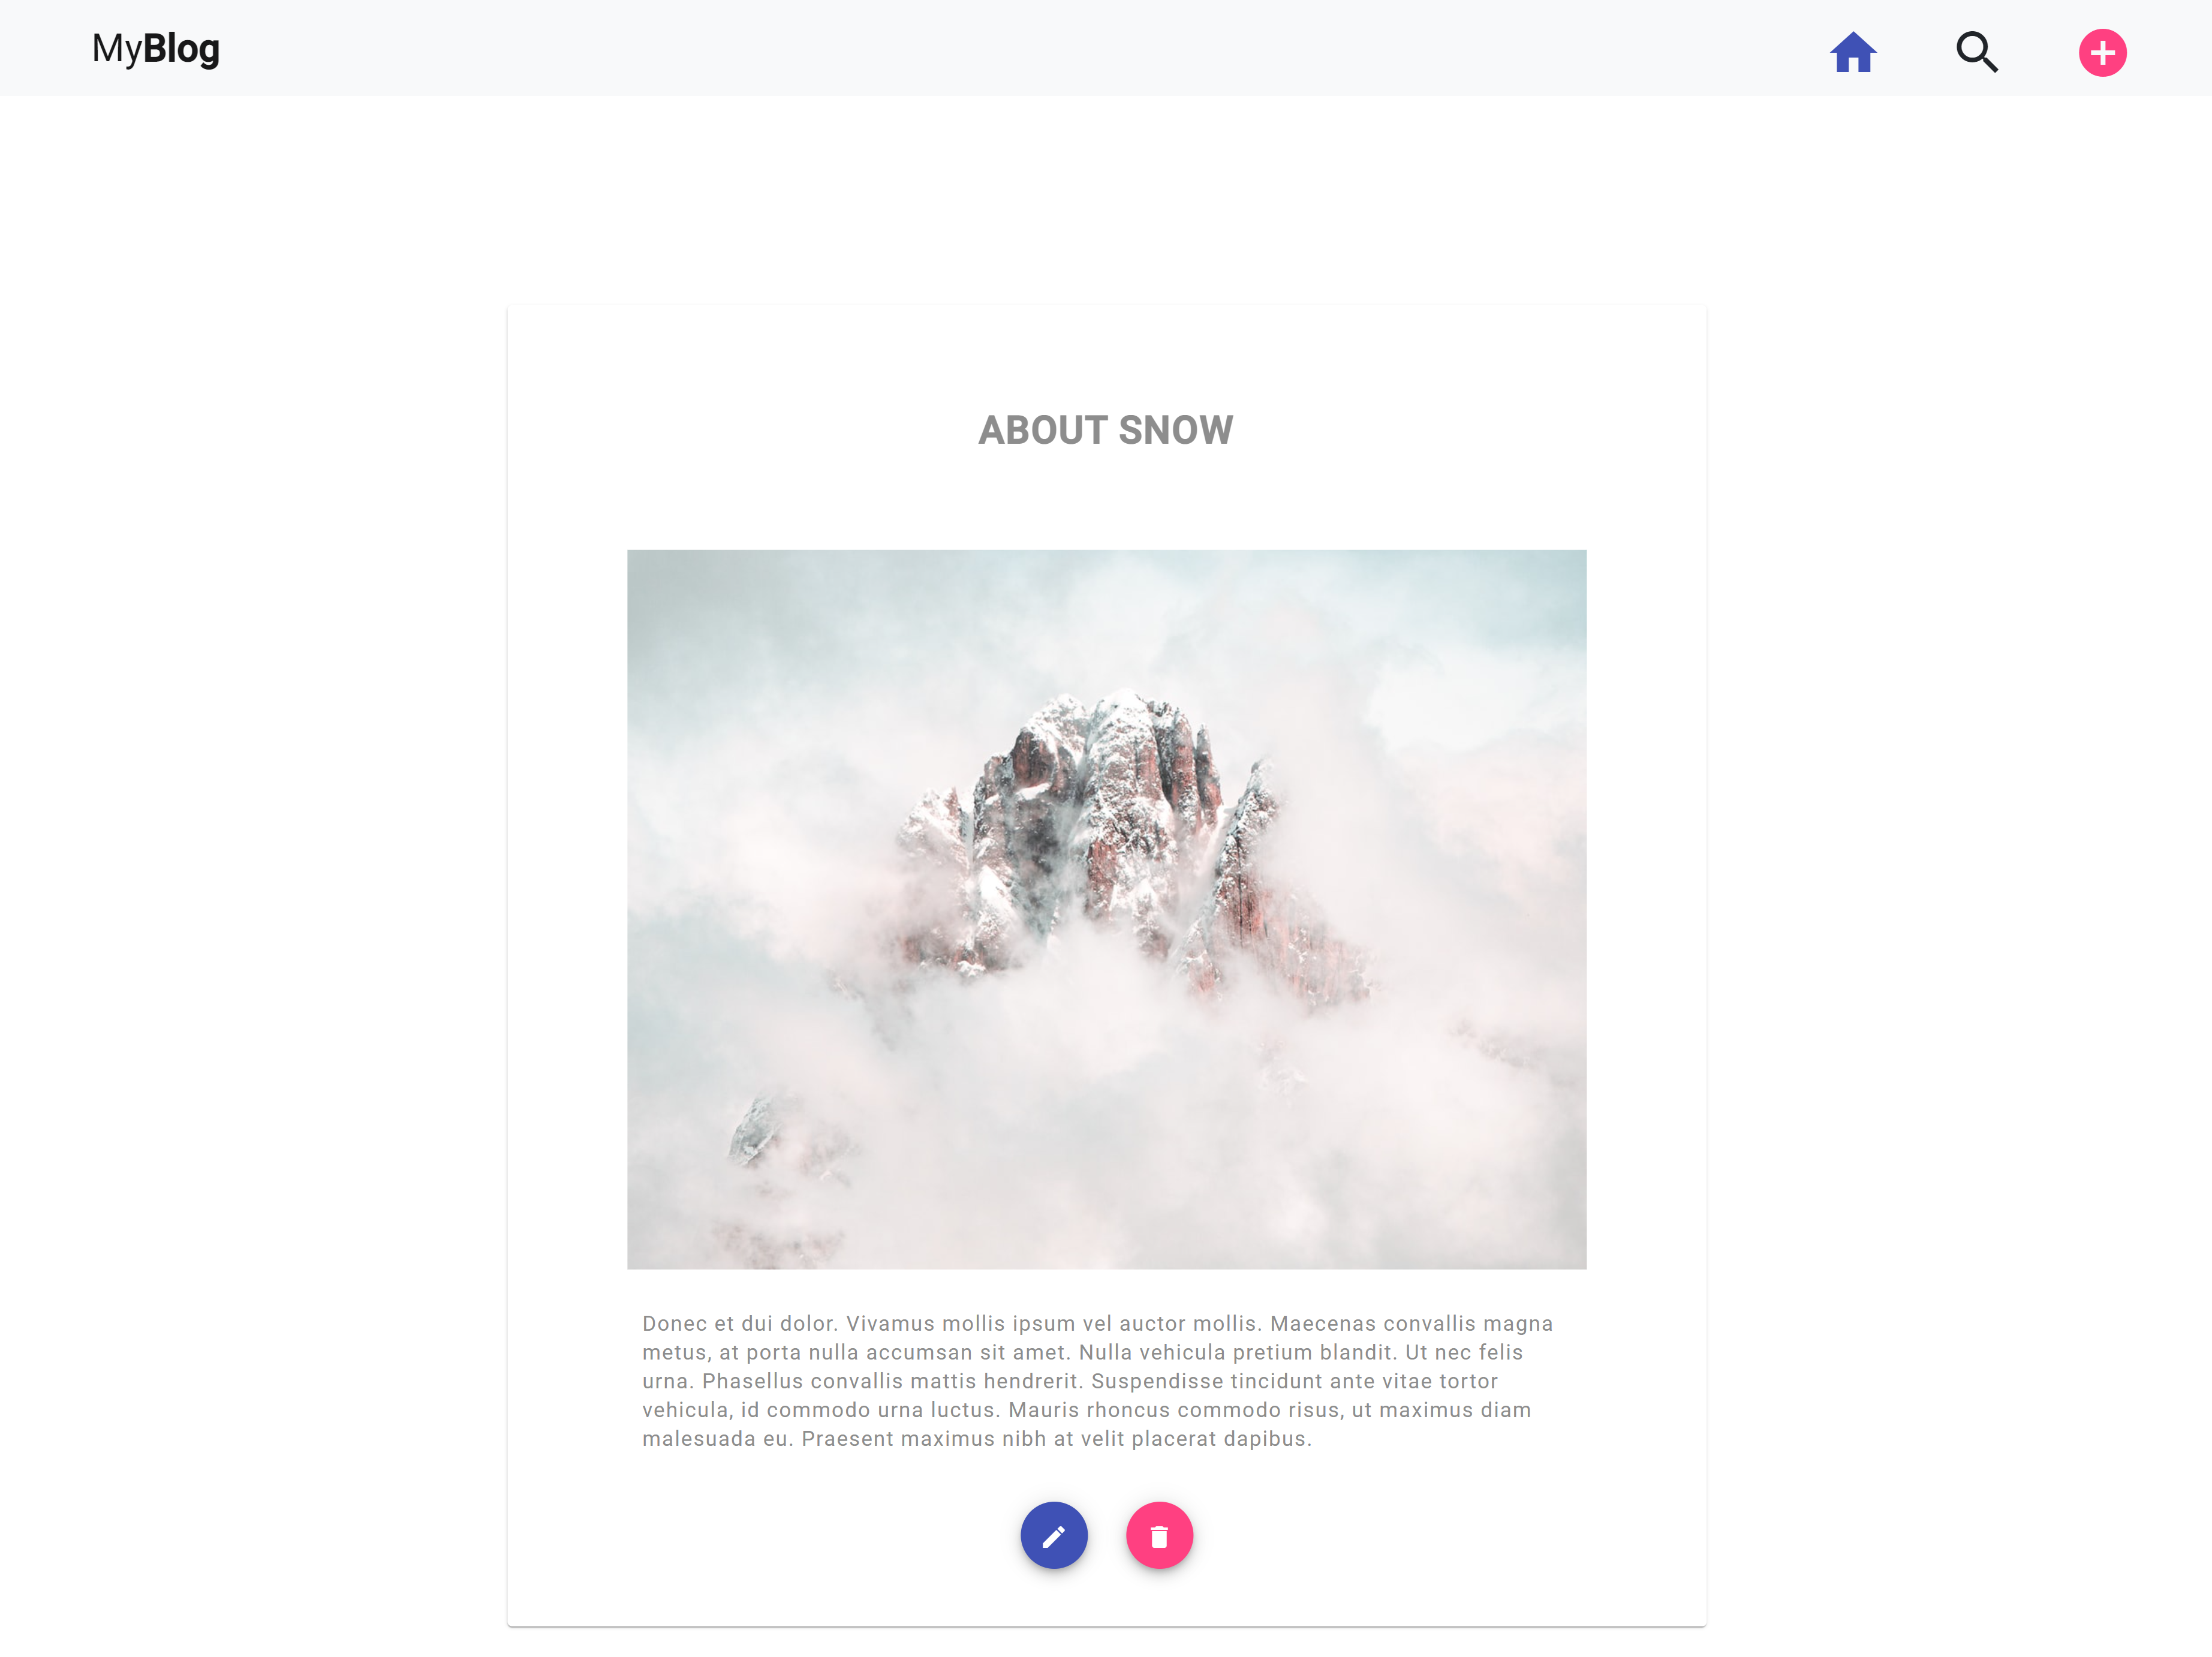 MyBlog
ABOUT SNOW
Donec et dui dolor. Vivamus mollis ipsum vel auctor mollis. Maecenas convallis magna
metus, at porta nulla accumsan sit amet. Nulla vehicula pretium blandit. Ut nec felis
urna. Phasellus convallis mattis hendrerit. Suspendisse tincidunt ante vitae tortor
vehicula, id commodo urna luctus. Mauris rhoncus commodo risus, ut maximus diam
malesuada eu. Praesent maximus nibh at velit placerat dapibus.